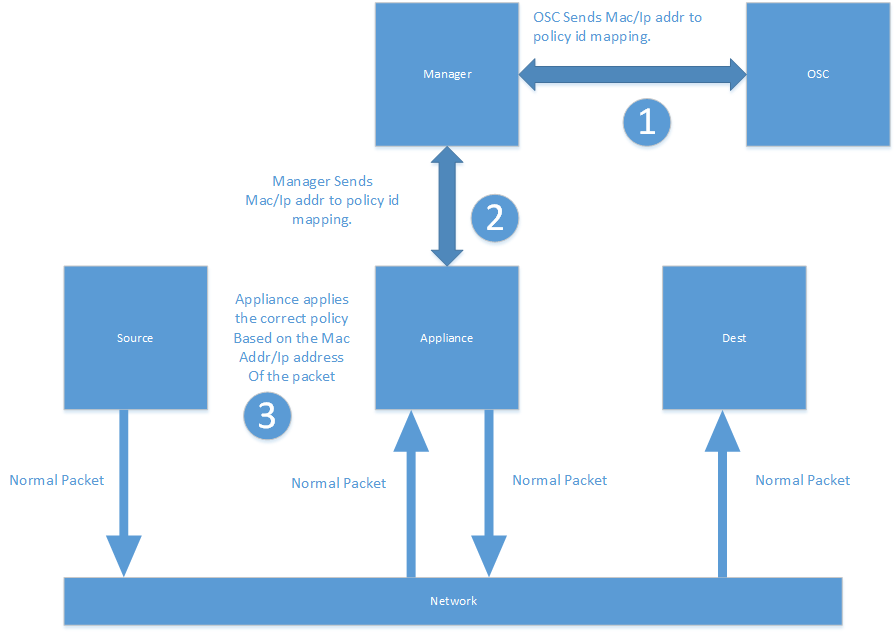 OSC Sends Mac/Ip addr to
policy id mapping.
Manager
OSC
1
Manager Sends
Mac/Ip addr to policy id
mapping.
2
Source
Appliance applies
the correct policy
Based on the Mac
Addr/Ip address
Of the packet
3
Appliance
Dest
Normal Packet
Normal Packet
Normal Packet
Normal Packet
Network